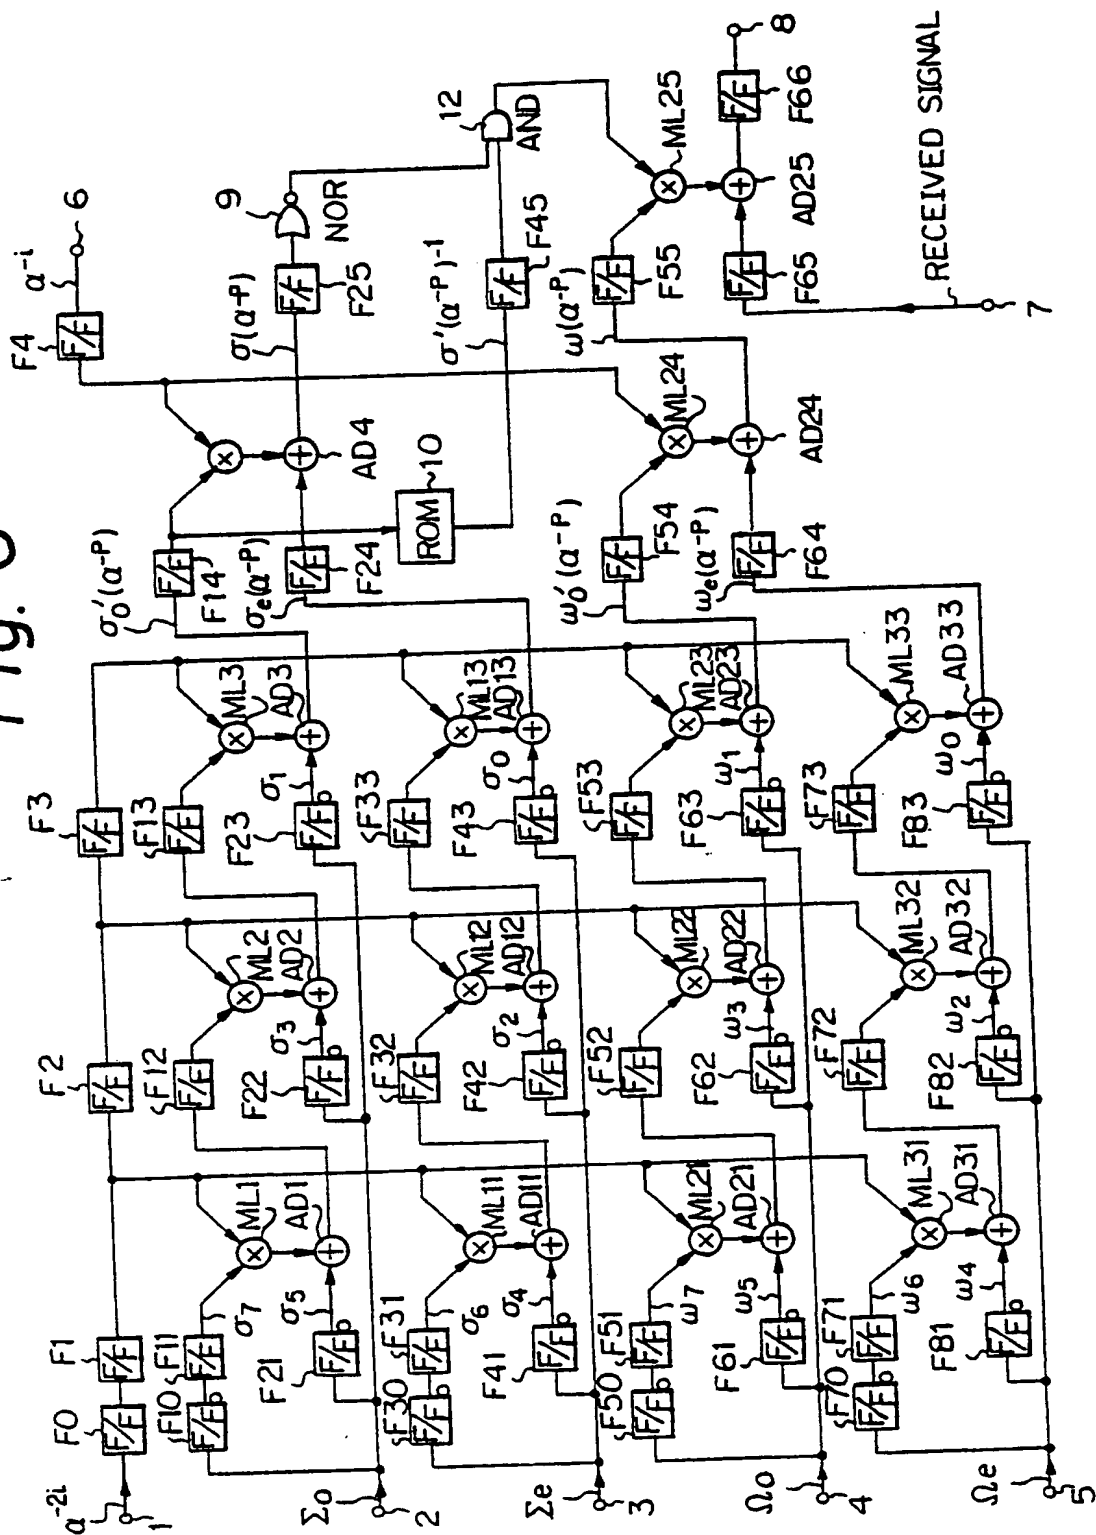 Fig.
α⁻²ⁱ
1
F0
F/F
F1
F/F
F2
F/F
F3
F/F
F4
F/F
α⁻ⁱ
6
F10
F/F
F11
F/F
σ7
ML1
AD1
F12
F/F
ML2
AD2
F13
F/F
ML3
AD3
σ0'(α⁻ᴾ)
F/F
F14
AD4
σ(α⁻ᴾ)
F/F
F25
9
NOR
12
AND
F21
F/F
σ5
F22
F/F
σ3
F23
F/F
σ1
σe(α⁻ᴾ)
F/F
F24
ROM
10
σ'(α⁻ᴾ)⁻¹
F/F
F45
Σo
2
F30
F/F
F31
F/F
σ6
ML11
AD11
F32
F/F
ML12
AD12
F33
F/F
ML13
AD13
F41
F/F
σ4
F42
F/F
σ2
F43
F/F
σ0
Σe
3
F50
F/F
F51
F/F
ω7
ML21
AD21
F52
F/F
ML22
AD22
F53
F/F
ML23
AD23
ω0'(α⁻ᴾ)
F/F
F54
ML24
AD24
ω(α⁻ᴾ)
F/F
F55
ML25
AD25
F/F
F66
8
F61
F/F
ω5
F62
F/F
ω3
F63
F/F
ω1
ωe(α⁻ᴾ)
F/F
F64
F/F
F65
RECEIVED SIGNAL
7
Ωo
4
F70
F/F
F71
F/F
ω6
ML31
AD31
F72
F/F
ML32
AD32
F73
F/F
ML33
AD33
F81
F/F
ω4
F82
F/F
ω2
F83
F/F
ω0
Ωe
5